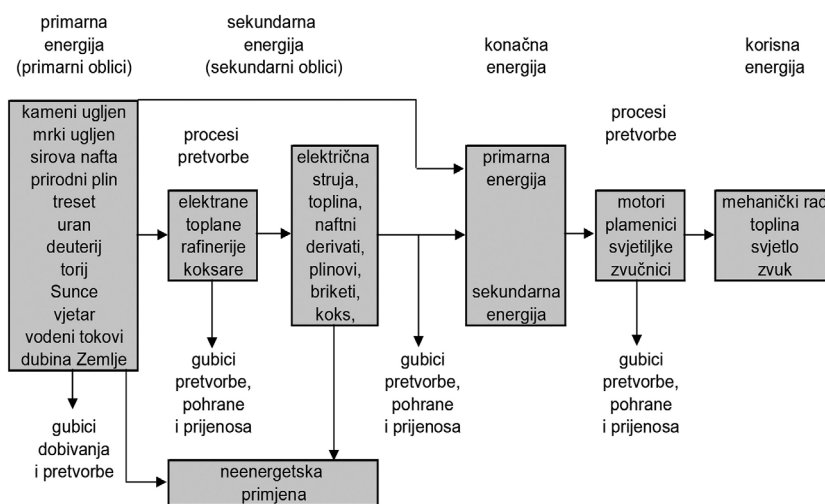 primarna
energija
(primarni oblici)
sekundarna
energija
(sekundarni oblici)
konačna
energija
korisna
energija
kameni ugljen
mrki ugljen
sirova nafta
prirodni plin
treset
uran
deuterij
torij
Sunce
vjetar
vodeni tokovi
dubina Zemlje
procesi
pretvorbe
elektrane
toplane
rafinerije
koksare
električna
struja,
toplina,
naftni
derivati,
plinovi,
briketi,
koks,
primarna
energija
sekundarna
energija
procesi
pretvorbe
motori
plamenici
svjetiljke
zvučnici
mehanički rad
toplina
svjetlo
zvuk
gubici
dobivanja
i pretvorbe
gubici
pretvorbe,
pohrane
i prijenosa
gubici
pretvorbe,
pohrane
i prijenosa
gubici
pretvorbe,
pohrane
i prijenosa
neenergetska
primjena